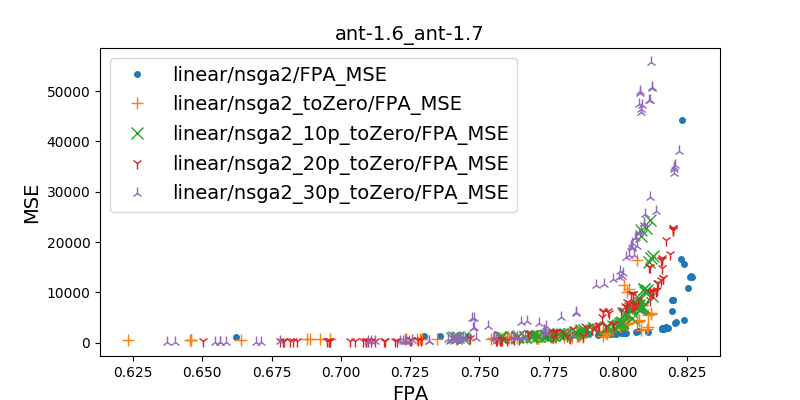 ant-1.6_ant-1.7
linear/nsga2/FPA_MSE
linear/nsga2_toZero/FPA_MSE
linear/nsga2_10p_toZero/FPA_MSE
linear/nsga2_20p_toZero/FPA_MSE
linear/nsga2_30p_toZero/FPA_MSE
MSE
50000
40000
30000
20000
10000
0
0.625 0.650 0.675 0.700 0.725 0.750 0.775 0.800 0.825
FPA